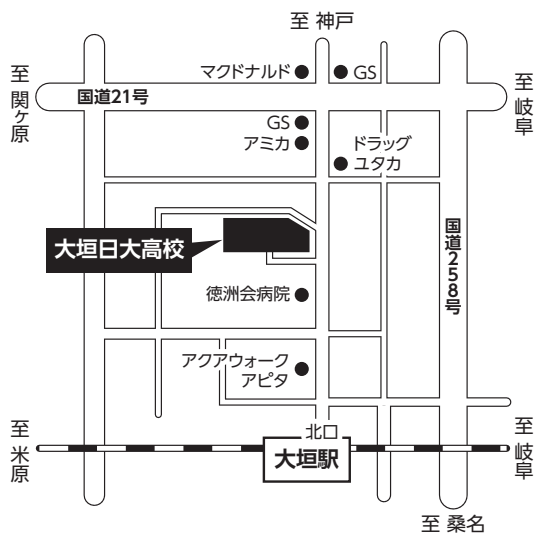 至 神戸
マクドナルド
GS
至 関ヶ原
国道21号
至 岐阜
GS
アミカ
ドラッグ
ユタカ
大垣日大高校
国道258号
徳洲会病院
アクアウォーク
アピタ
北口
大垣駅
至 米原
至 岐阜
至 桑名